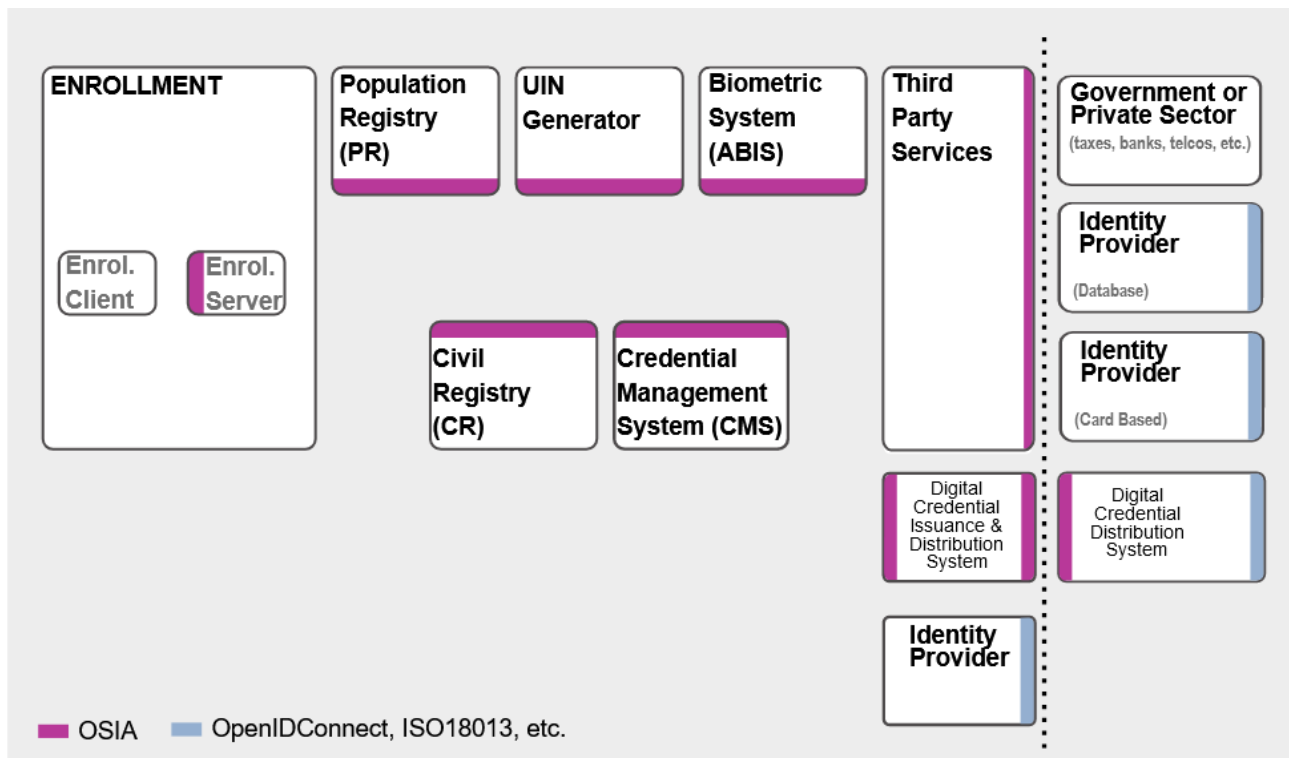 ENROLLMENT
Enrol.
Client
Enrol.
Server
Population
Registry
(PR)
UIN
Generator
Biometric
System
(ABIS)
Third
Party
Services
Civil
Registry
(CR)
Credential
Management
System (CMS)
Digital
Credential
Issuance &
Distribution
System
Identity
Provider
Government or
Private Sector
(taxes, banks, telcos, etc.)
Identity
Provider
(Database)
Identity
Provider
(Card Based)
Digital
Credential
Distribution
System
OSIA
OpenIDConnect, ISO18013, etc.